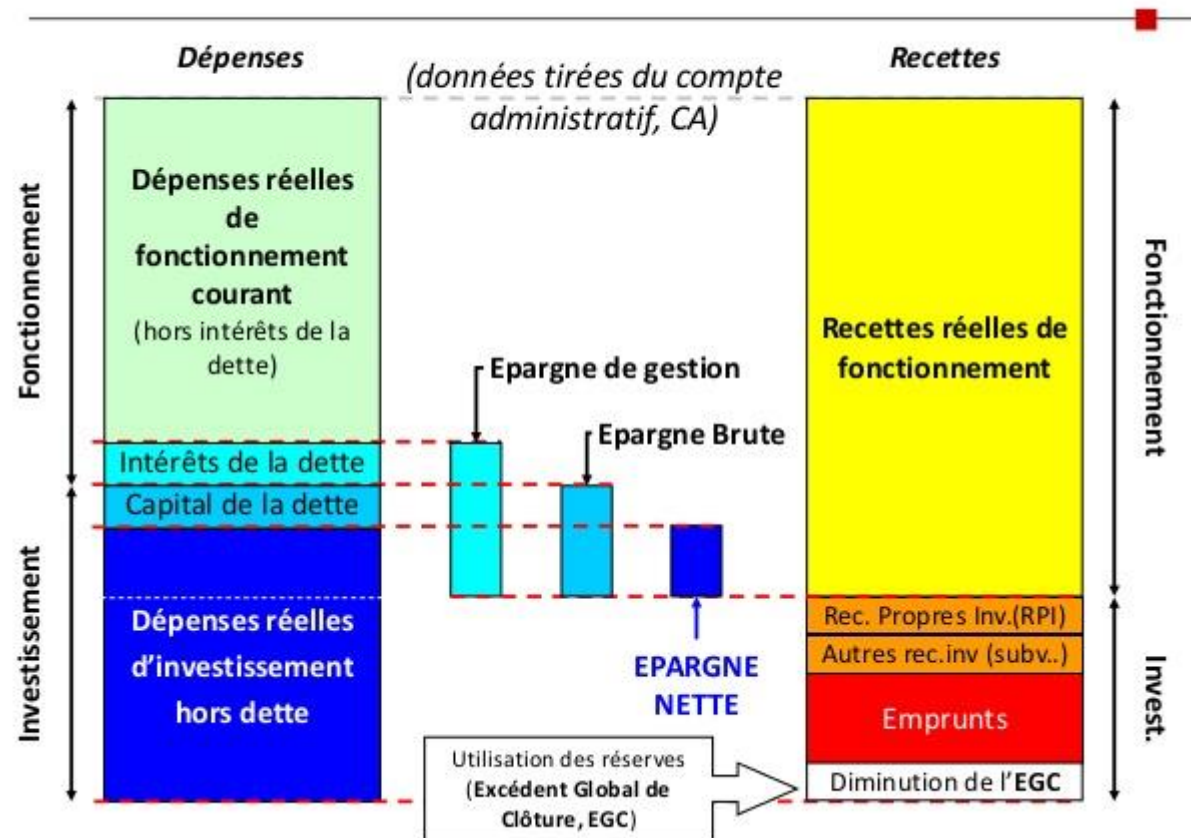 Dépenses
(données tirées du compte
administratif, CA)
Recettes
Fonctionnement
Dépenses réelles
de
fonctionnement
courant
(hors intérêts de la
dette)
Intérêts de la dette
Investissement
Capital de la dette
Dépenses réelles
d'investissement
hors dette
Epargne de gestion
Epargne Brute
EPARGNE
NETTE
Utilisation des réserves
(Excédent Global de
Clôture, EGC)
Recettes réelles de
fonctionnement
Rec. Propres Inv.(RPI)
Autres rec.inv (subv..)
Emprunts
Diminution de l'EGC
Fonctionnement
Invest.